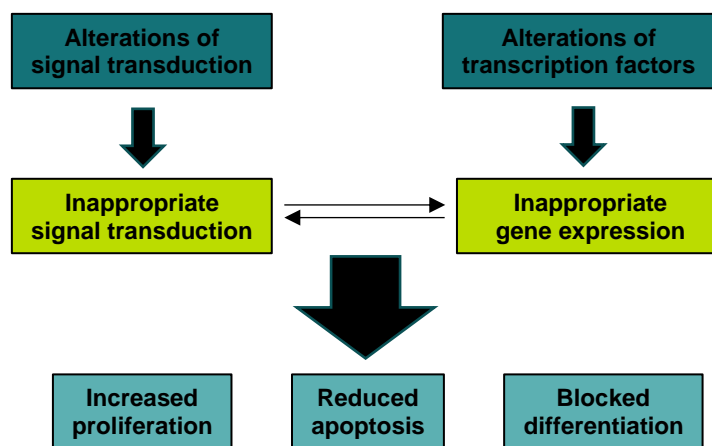 Alterations of
signal transduction
Alterations of
transcription factors
Inappropriate
signal transduction
Inappropriate
gene expression
Increased
proliferation
Reduced
apoptosis
Blocked
differentiation